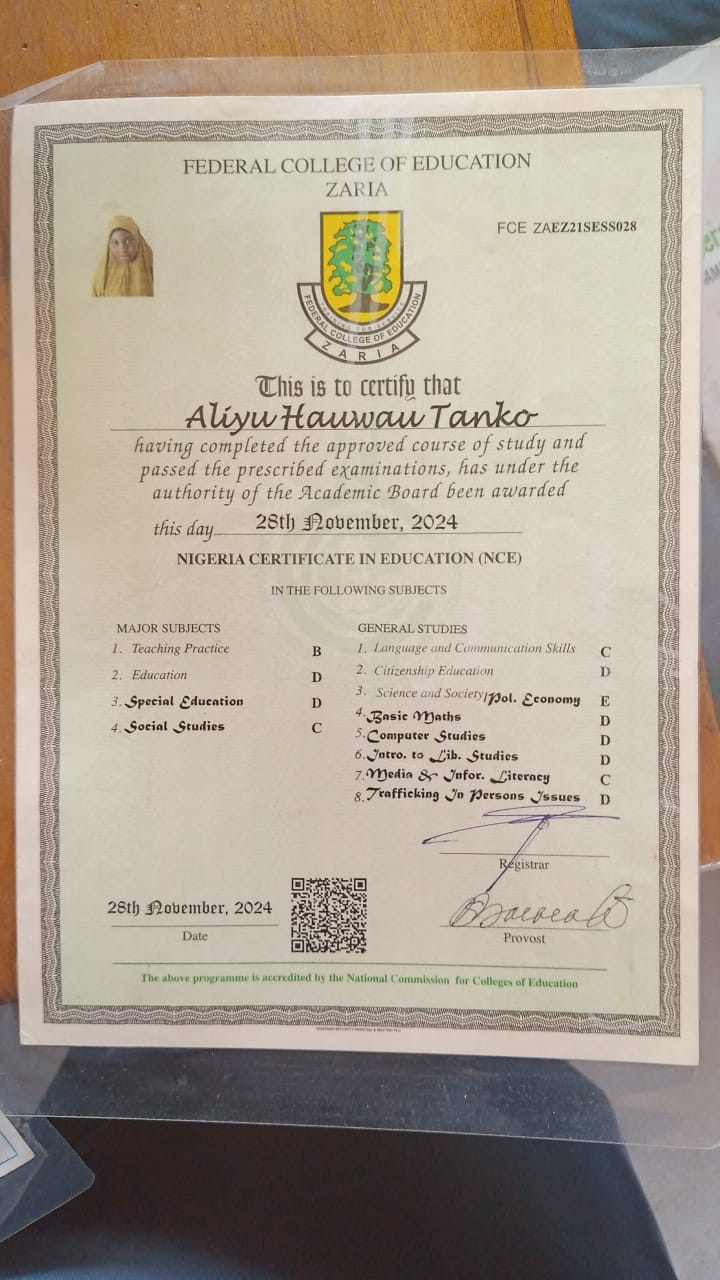 FEDERAL COLLEGE OF EDUCATION
ZARIA
FCE ZAEZ21SESS028
TRAINING FOR SERVICE
FEDERAL COLLEGE OF EDUCATION
ZARIA
This is to certify that
Aliyu Hauwau Tanko
having completed the approved course of study and
passed the prescribed examinations, has under the
authority of the Academic Board been awarded
this day 28th November, 2024
NIGERIA CERTIFICATE IN EDUCATION (NCE)
IN THE FOLLOWING SUBJECTS
MAJOR SUBJECTS
1. Teaching Practice B
2. Education D
3. Special Education D
4. Social Studies C
GENERAL STUDIES
1. Language and Communication Skills C
2. Citizenship Education D
3. Science and Society/Pol. Economy E
4. Basic Maths D
5. Computer Studies D
6. Intro. to Lib. Studies D
7. Media & Infor. Literacy C
8. Trafficking In Persons Issues D
Registrar
28th November, 2024
Date
Provost
The above programme is accredited by the National Commission for Colleges of Education